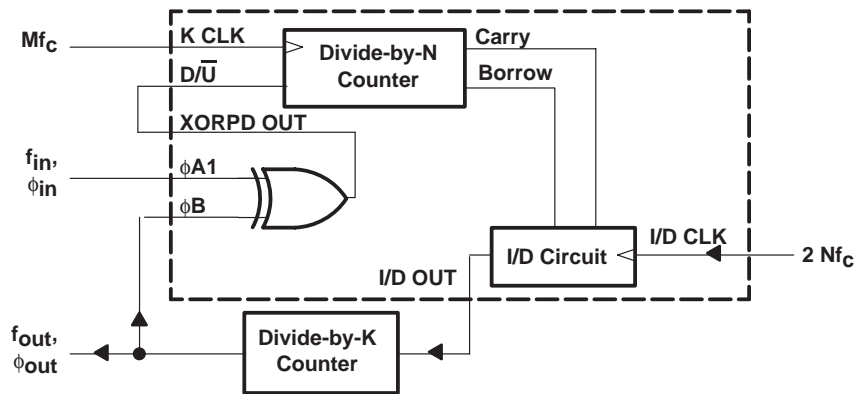 Mfc
K CLK
D/U̅
Divide-by-N
Counter
Carry
Borrow
XORPD OUT
fin,
ϕin
ϕA1
ϕB
I/D CLK
I/D Circuit
2 Nfc
I/D OUT
fout,
ϕout
Divide-by-K
Counter